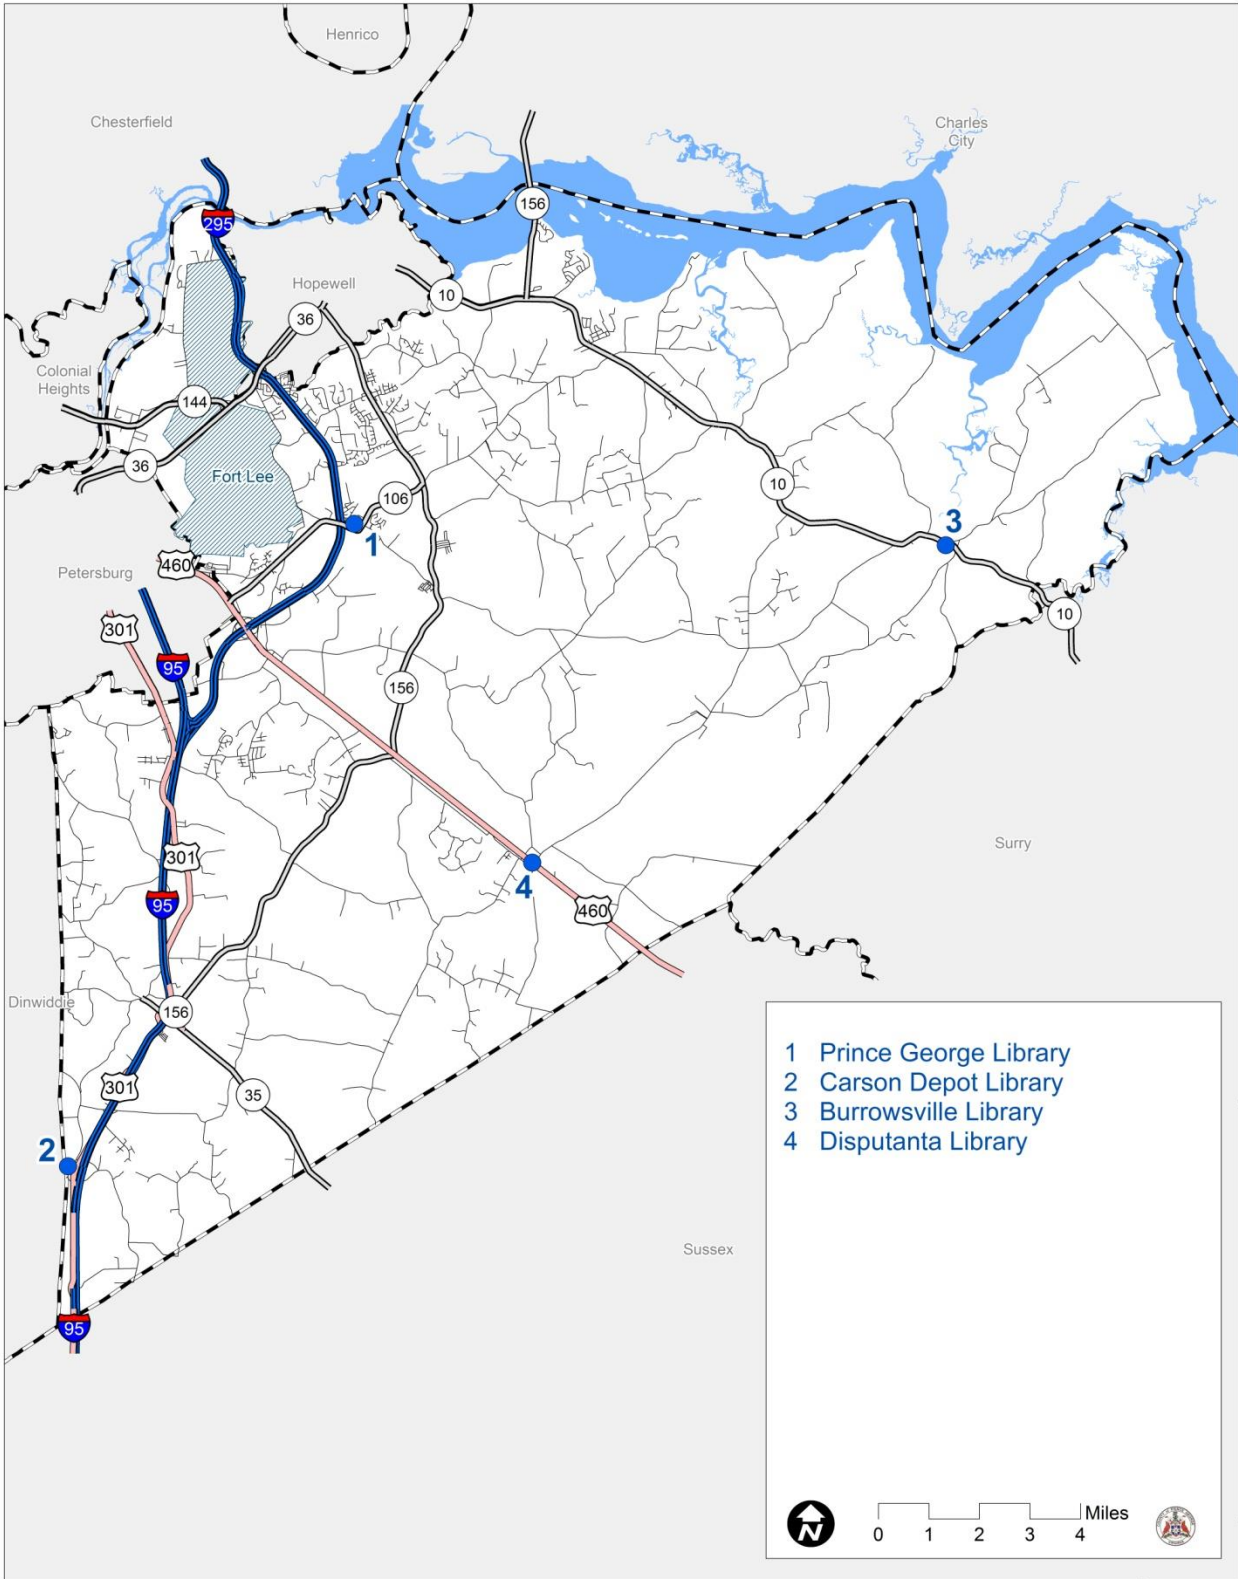 Henrico
Chesterfield
Charles
City
156
295
Hopewell
10
36
Colonial
Heights
144
36
Fort Lee
106
10
3
1
460
Petersburg
301
10
95
156
Surry
301
4
95
460
Dinwiddie
156
301
35
2
1 Prince George Library
2 Carson Depot Library
3 Burrowsville Library
4 Disputanta Library
Sussex
95
N
Miles
0 1 2 3 4